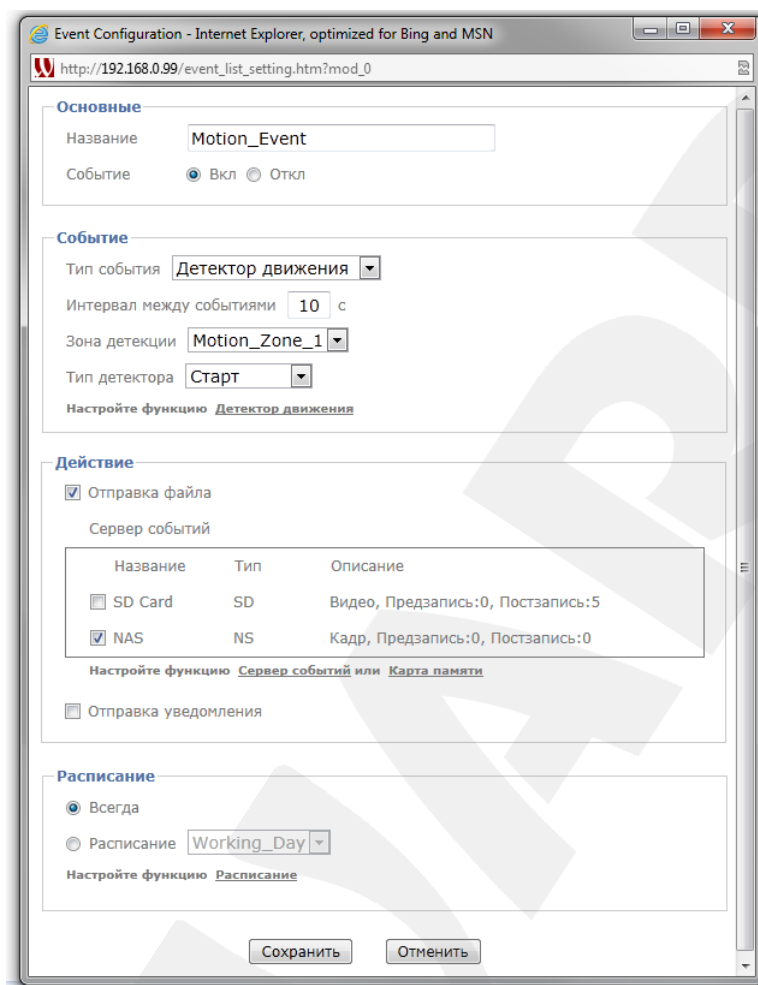 Event Configuration - Internet Explorer, optimized for Bing and MSN
http://192.168.0.99/event_list_setting.htm?mod_0
Основные
Название Motion_Event
Событие Вкл Откл
Событие
Тип события Детектор движения
Интервал между событиями 10 с
Зона детекции Motion_Zone_1
Тип детектора Старт
Настройте функцию Детектор движения
Действие
Отправка файла
Сервер событий
Название Тип Описание
SD Card SD Видео, Предзапись:0, Постзапись:5
NAS NS Кадр, Предзапись:0, Постзапись:0
Настройте функцию Сервер событий или Карта памяти
Отправка уведомления
Расписание
Всегда
Расписание Working_Day
Настройте функцию Расписание
Сохранить Отменить